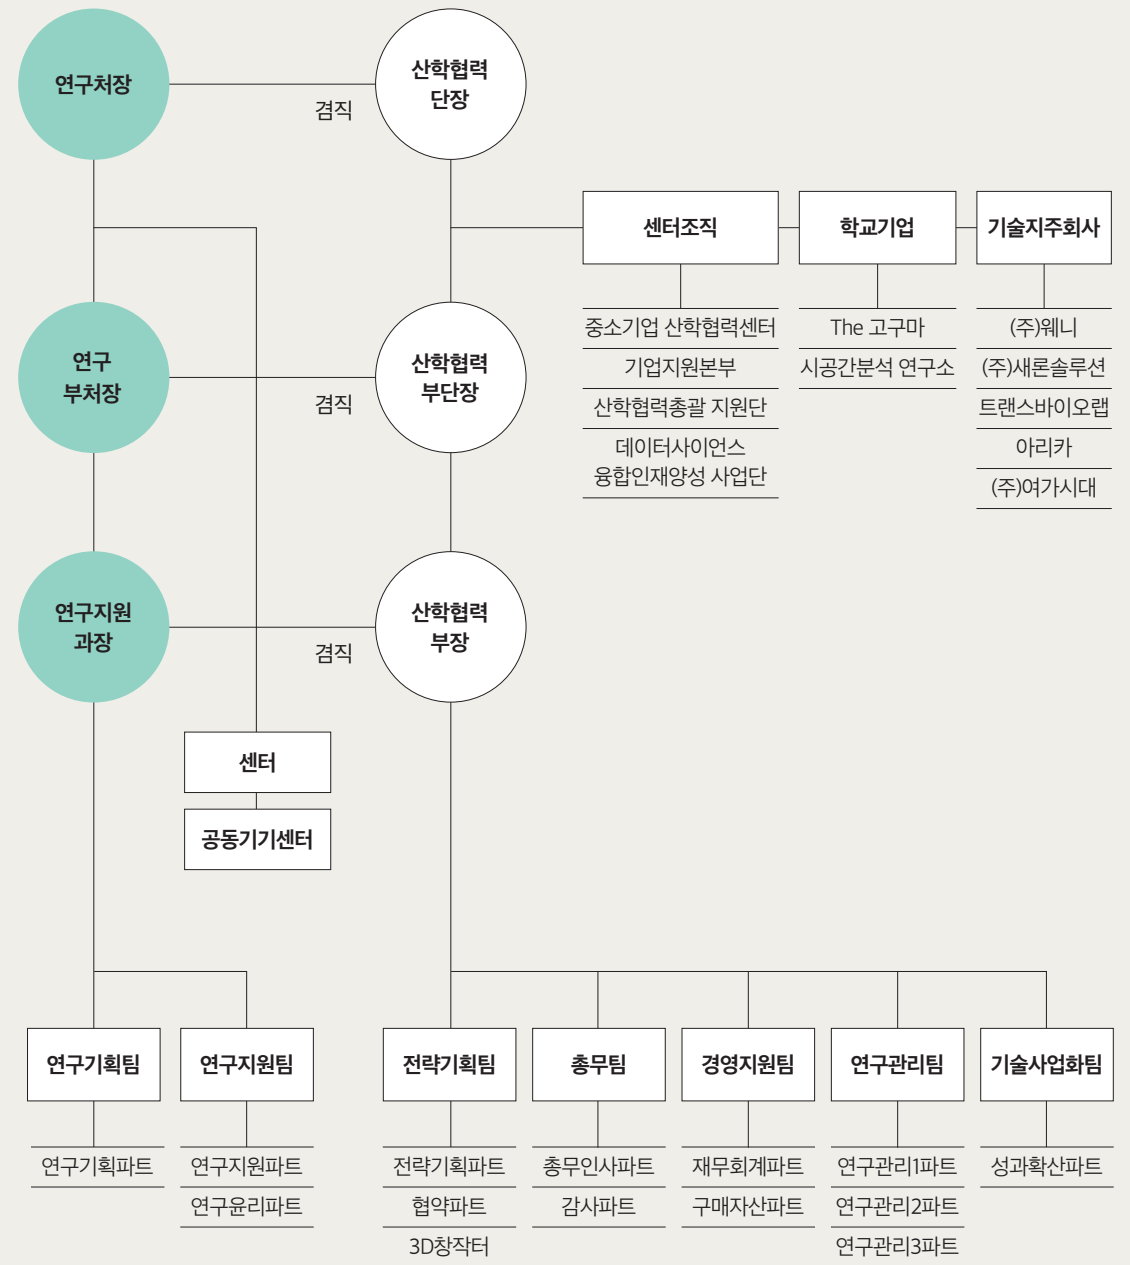 연구처장
산학협력
단장
겸직
센터조직
학교기업
기술지주회사
중소기업 산학협력센터
기업지원본부
산학협력총괄 지원단
데이터사이언스
융합인재양성 사업단
The 고구마
시공간분석 연구소
(주)웨니
(주)새론솔루션
트랜스바이오랩
아리카
(주)여가시대
연구
부처장
산학협력
부단장
겸직
연구지원
과장
산학협력
부장
겸직
센터
공동기기센터
연구기획팀
연구지원팀
전략기획팀
총무팀
경영지원팀
연구관리팀
기술사업화팀
연구기획파트
연구지원파트
연구윤리파트
전략기획파트
협약파트
3D창작터
총무인사파트
감사파트
재무회계파트
구매자산파트
연구관리1파트
연구관리2파트
연구관리3파트
성과확산파트